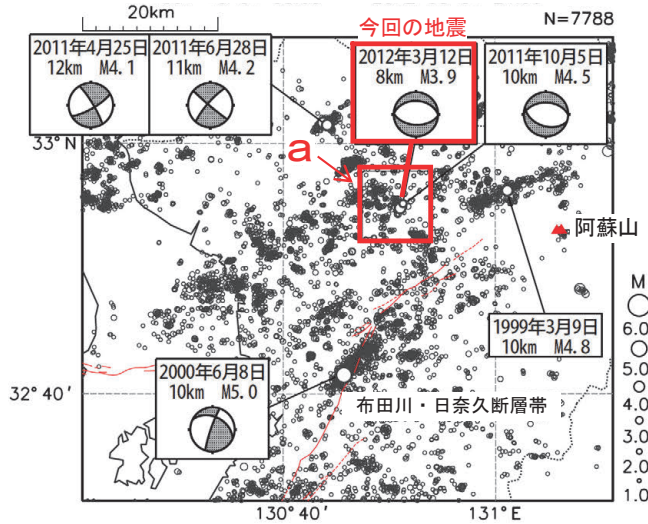 20km
今回の地震
N=7788
2011年4月25日
12km M4.1
2011年6月28日
11km M4.2
2012年3月12日
8km M3.9
2011年10月5日
10km M4.5
33° N
a
阿蘇山
M
6.0
5.0
4.0
3.0
2.0
1.0
1999年3月9日
10km M4.8
2000年6月8日
10km M5.0
32° 40′
布田川・日奈久断層帯
130° 40′
131° E